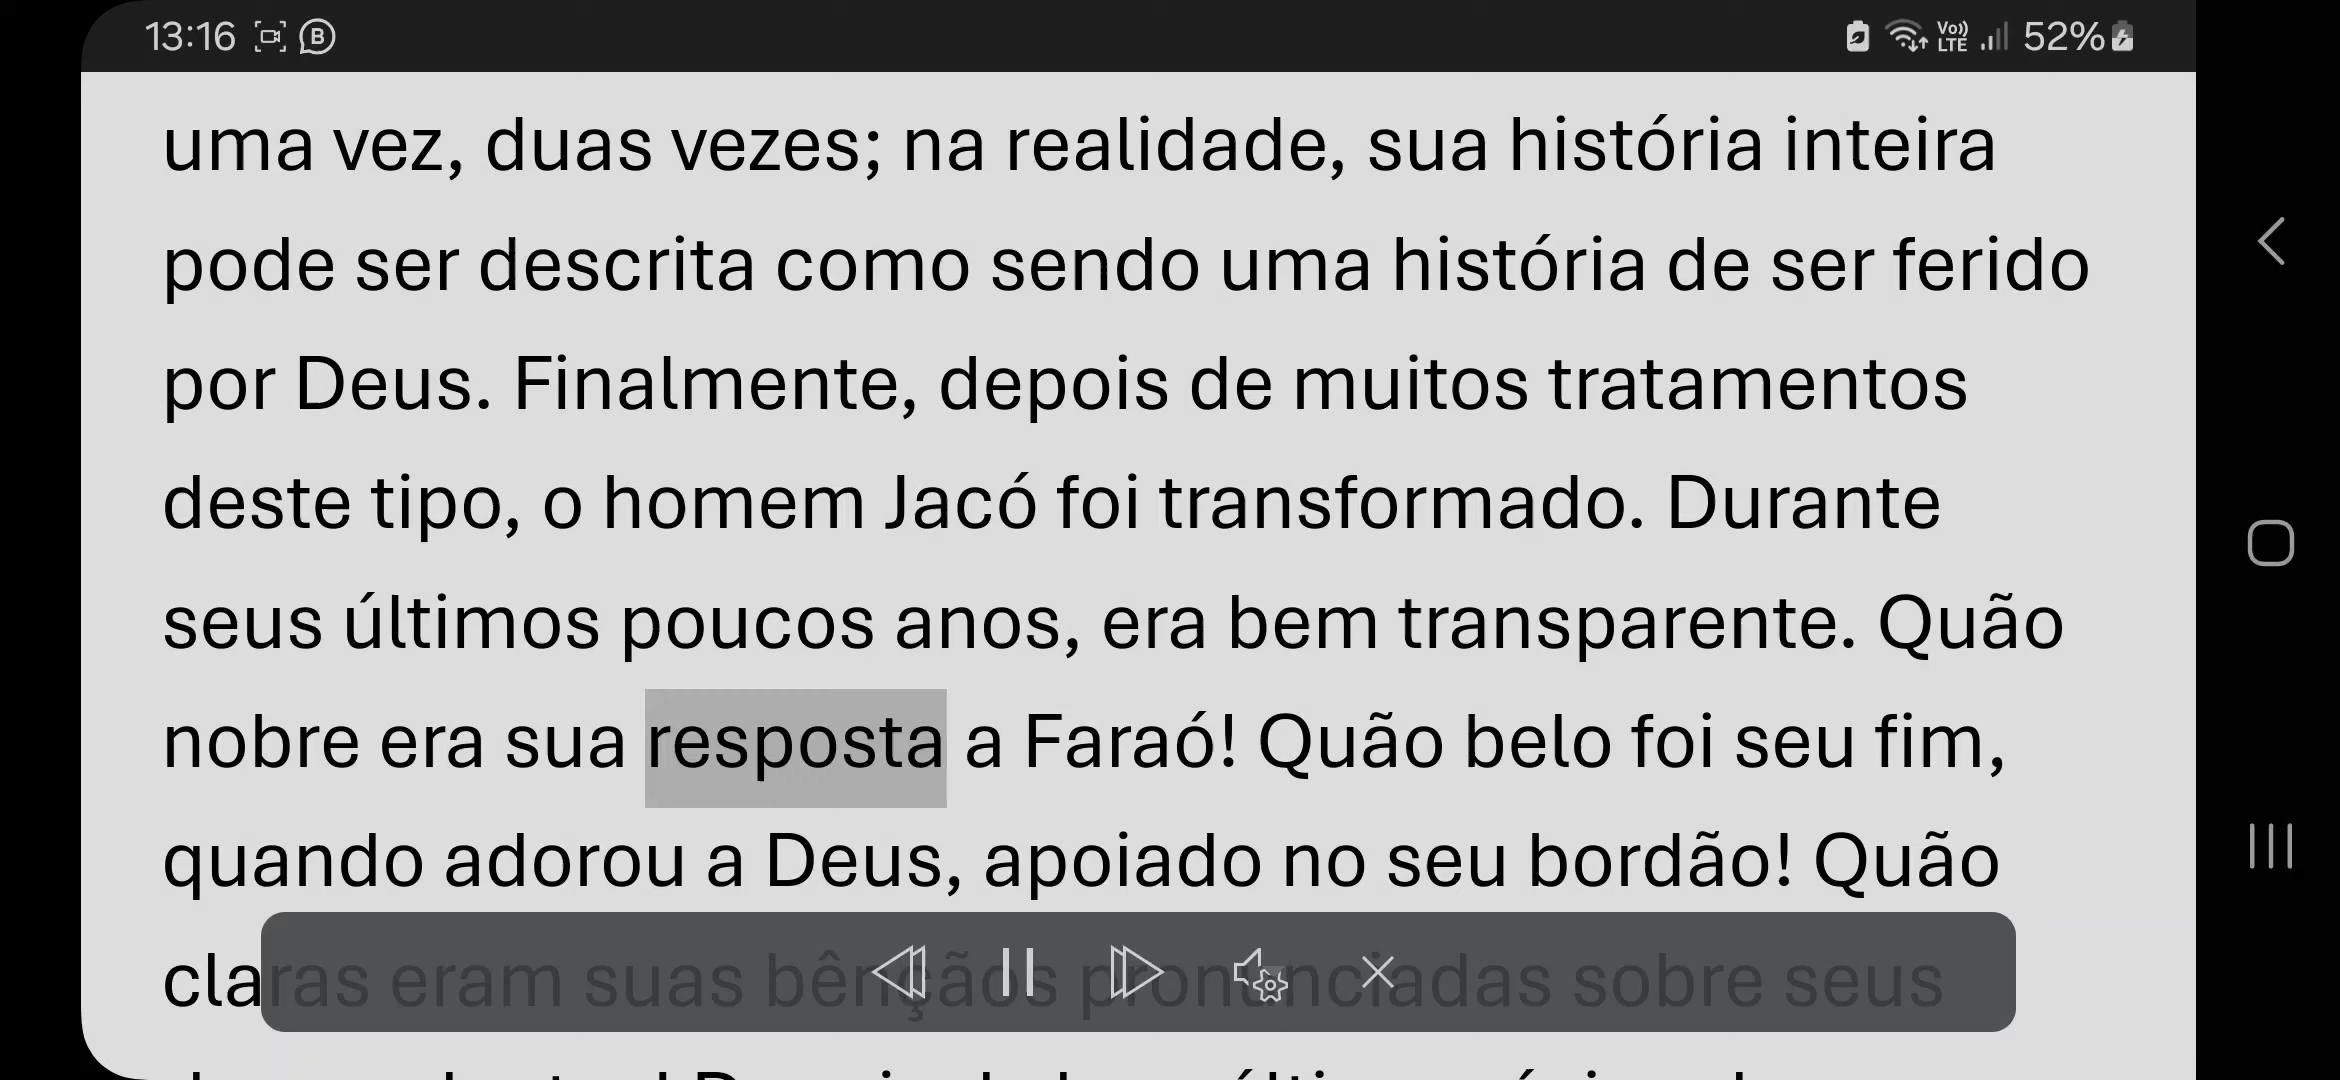 13:16 B Vo)) LTE 52%
uma vez, duas vezes; na realidade, sua história inteira
pode ser descrita como sendo uma história de ser ferido
por Deus. Finalmente, depois de muitos tratamentos
deste tipo, o homem Jacó foi transformado. Durante
seus últimos poucos anos, era bem transparente. Quão
nobre era sua resposta a Faraó! Quão belo foi seu fim,
quando adorou a Deus, apoiado no seu bordão! Quão
claras eram suas bênçãos pronunciadas sobre seus